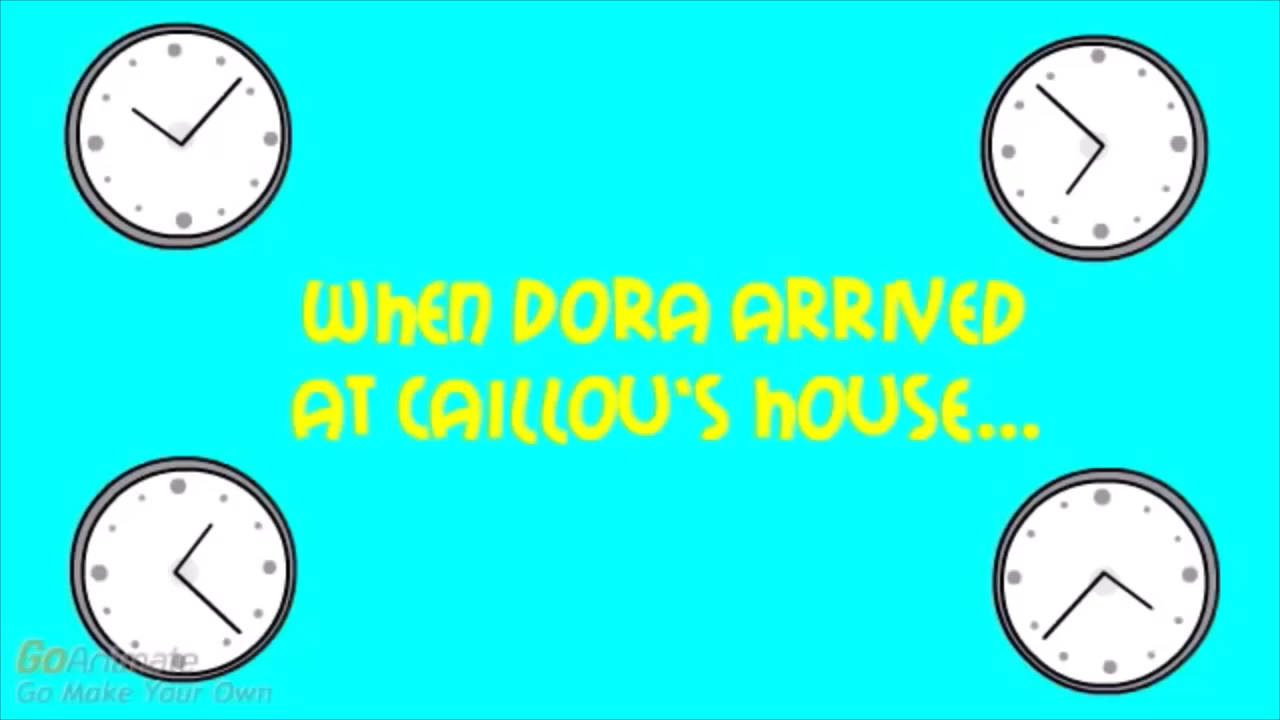 WhEn DORA ARRIVED
AT CAILLOU'S hOUSE...
GoAnimate
Go Make Your Own